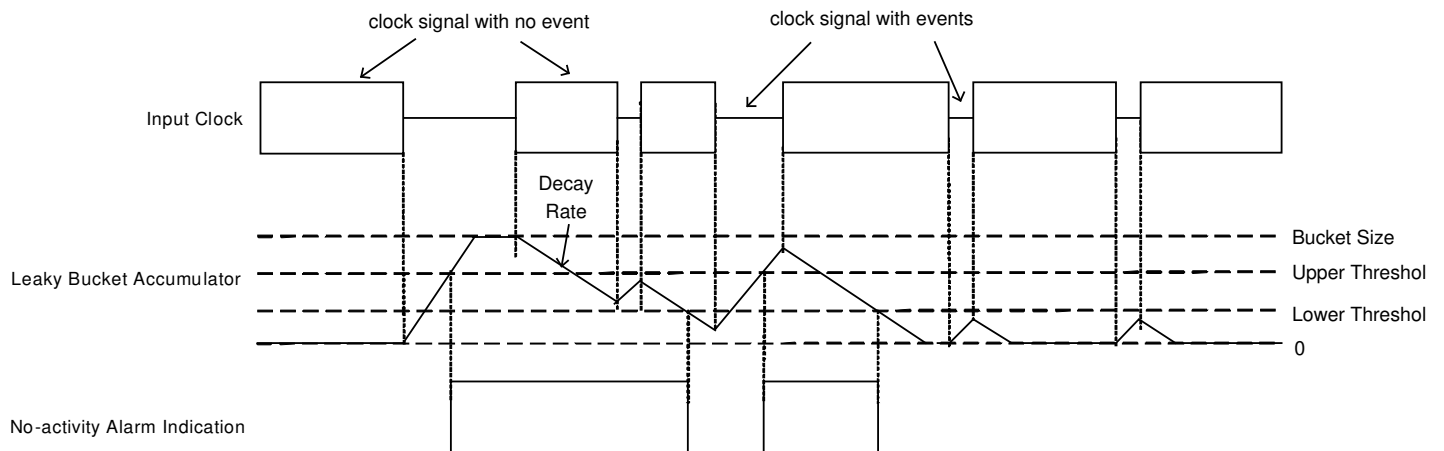 clock signal with no event
clock signal with events
Input Clock
Decay
Rate
Bucket Size
Leaky Bucket Accumulator
Upper Threshol
Lower Threshol
0
No-activity Alarm Indication